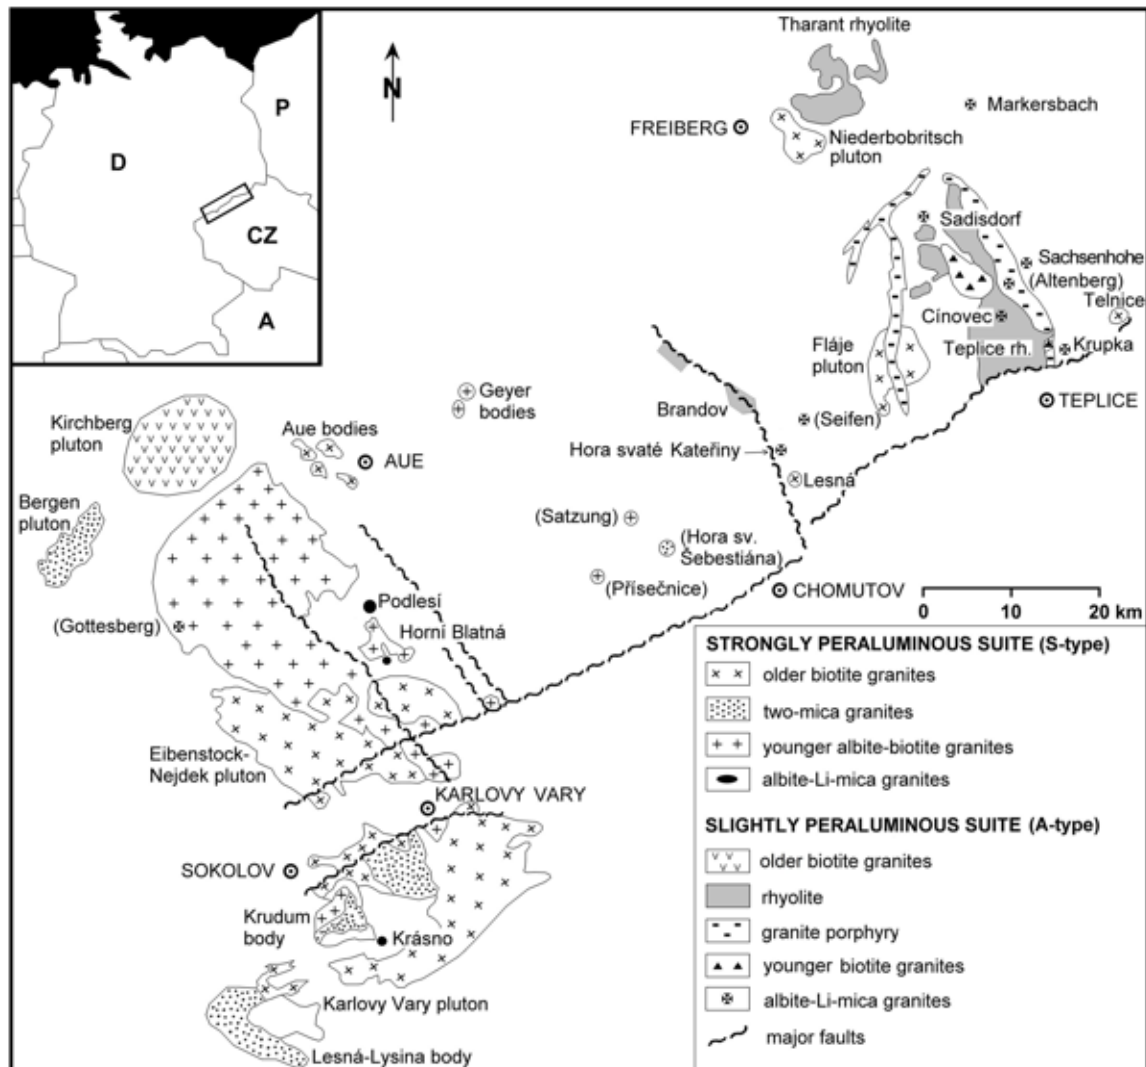 P
D
CZ
A
N
Tharant rhyolite
Markersbach
FREIBERG
Niederbobritsch
pluton
Sadisdorf
Sachsenhohe
(Altenberg)
Telnice
Cínovec
Fláje
pluton
Teplice rh.
Krupka
TEPLICE
Geyer
bodies
Brandov
(Seifen)
Kirchberg
pluton
Aue bodies
AUE
Hora svaté Kateřiny
Lesná
Bergen
pluton
(Satzung)
(Hora sv.
Šebestiána)
(Přísečnice)
CHOMUTOV
0 10 20 km
Podlesí
(Gottesberg)
Horní Blatná
Eibenstock-
Nejdek pluton
KARLOVY VARY
SOKOLOV
Krudum
body
Krásno
Karlovy Vary pluton
Lesná-Lysina body
STRONGLY PERALUMINOUS SUITE (S-type)
older biotite granites
two-mica granites
younger albite-biotite granites
albite-Li-mica granites
SLIGHTLY PERALUMINOUS SUITE (A-type)
older biotite granites
rhyolite
granite porphyry
younger biotite granites
albite-Li-mica granites
major faults